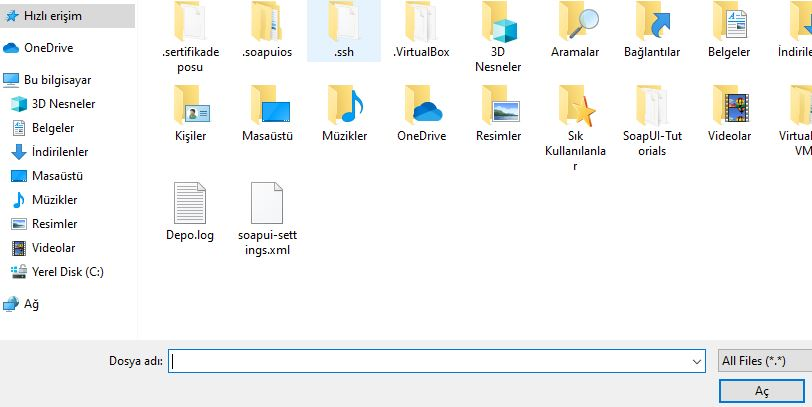 Hızlı erişim
OneDrive
Bu bilgisayar
3D Nesneler
Belgeler
İndirilenler
Masaüstü
Müzikler
Resimler
Videolar
Yerel Disk (C:)
Ağ
.sertifikade
posu
.soapuios
.ssh
.VirtualBox
3D
Nesneler
Aramalar
Bağlantılar
Belgeler
İndirile
Kişiler
Masaüstü
Müzikler
OneDrive
Resimler
Sık
Kullanılanla
r
SoapUI-Tut
orials
Videolar
Virtual
VM
Depo.log
soapui-sett
ings.xml
Dosya adı:
All Files (*.*)
Aç